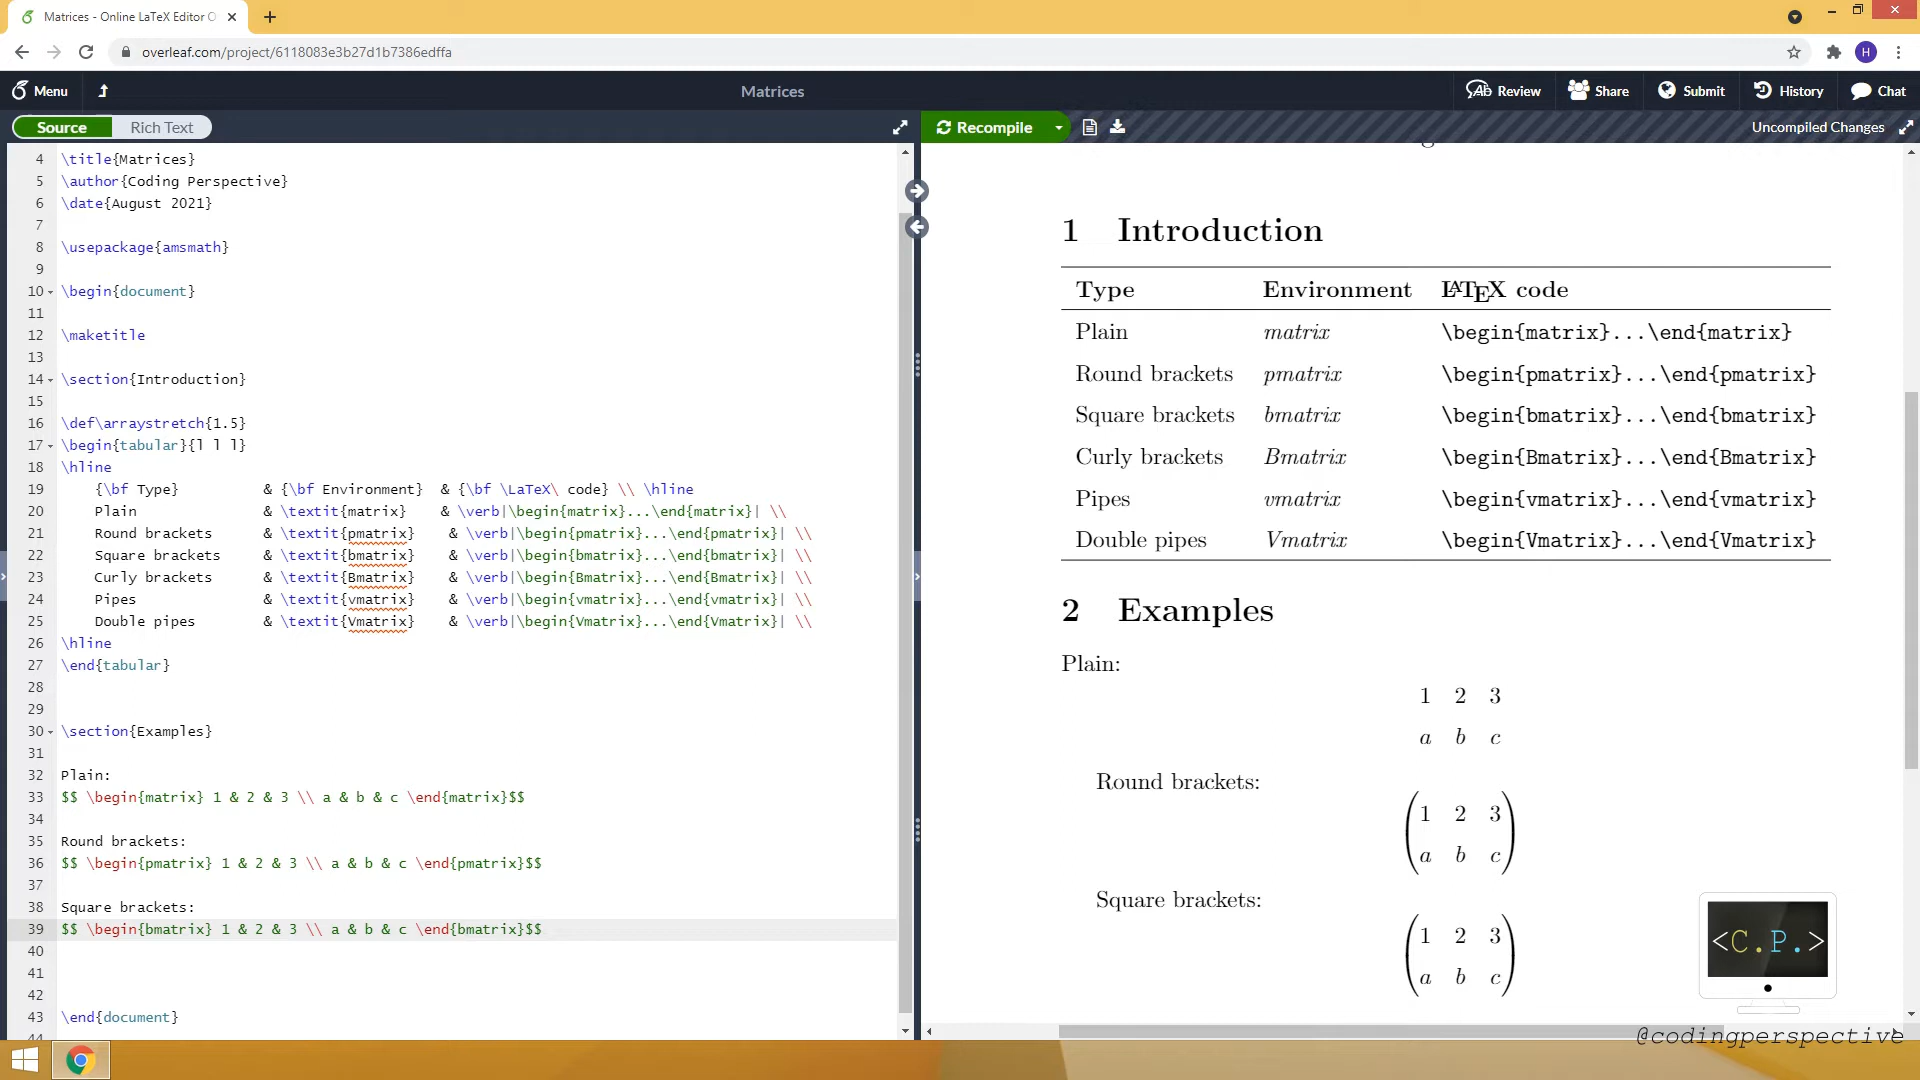 Matrices - Online LaTeX Editor O
overleaf.com/project/6118083e3b27d1b7386edffa
H
Menu
Matrices
Review
Share
Submit
History
Chat
Source
Rich Text
Recompile
Uncompiled Changes
4 \title{Matrices}
5 \author{Coding Perspective}
6 \date{August 2021}
7
8 \usepackage{amsmath}
9
10 \begin{document}
11
12 \maketitle
13
14 \section{Introduction}
15
16 \def\arraystretch{1.5}
17 \begin{tabular}{l l l}
18 \hline
19 {\bf Type} & {\bf Environment} & {\bf \LaTeX\ code} \\ \hline
20 Plain & \textit{matrix} & \verb|\begin{matrix}...\end{matrix}| \\
21 Round brackets & \textit{pmatrix} & \verb|\begin{pmatrix}...\end{pmatrix}| \\
22 Square brackets & \textit{bmatrix} & \verb|\begin{bmatrix}...\end{bmatrix}| \\
23 Curly brackets & \textit{Bmatrix} & \verb|\begin{Bmatrix}...\end{Bmatrix}| \\
24 Pipes & \textit{vmatrix} & \verb|\begin{vmatrix}...\end{vmatrix}| \\
25 Double pipes & \textit{Vmatrix} & \verb|\begin{Vmatrix}...\end{Vmatrix}| \\
26 \hline
27 \end{tabular}
28
29
30 \section{Examples}
31
32 Plain:
33 $$ \begin{matrix} 1 & 2 & 3 \\ a & b & c \end{matrix}$$
34
35 Round brackets:
36 $$ \begin{pmatrix} 1 & 2 & 3 \\ a & b & c \end{pmatrix}$$
37
38 Square brackets:
39 $$ \begin{bmatrix} 1 & 2 & 3 \\ a & b & c \end{bmatrix}$$
40
41
42
43 \end{document}
1 Introduction
Type Environment LATEX code
Plain matrix \begin{matrix}...\end{matrix}
Round brackets pmatrix \begin{pmatrix}...\end{pmatrix}
Square brackets bmatrix \begin{bmatrix}...\end{bmatrix}
Curly brackets Bmatrix \begin{Bmatrix}...\end{Bmatrix}
Pipes vmatrix \begin{vmatrix}...\end{vmatrix}
Double pipes Vmatrix \begin{Vmatrix}...\end{Vmatrix}
2 Examples
Plain:
1 2 3
a b c
Round brackets:
1 2 3
a b c
Square brackets:
1 2 3
a b c
<C.P.>
@codingperspective